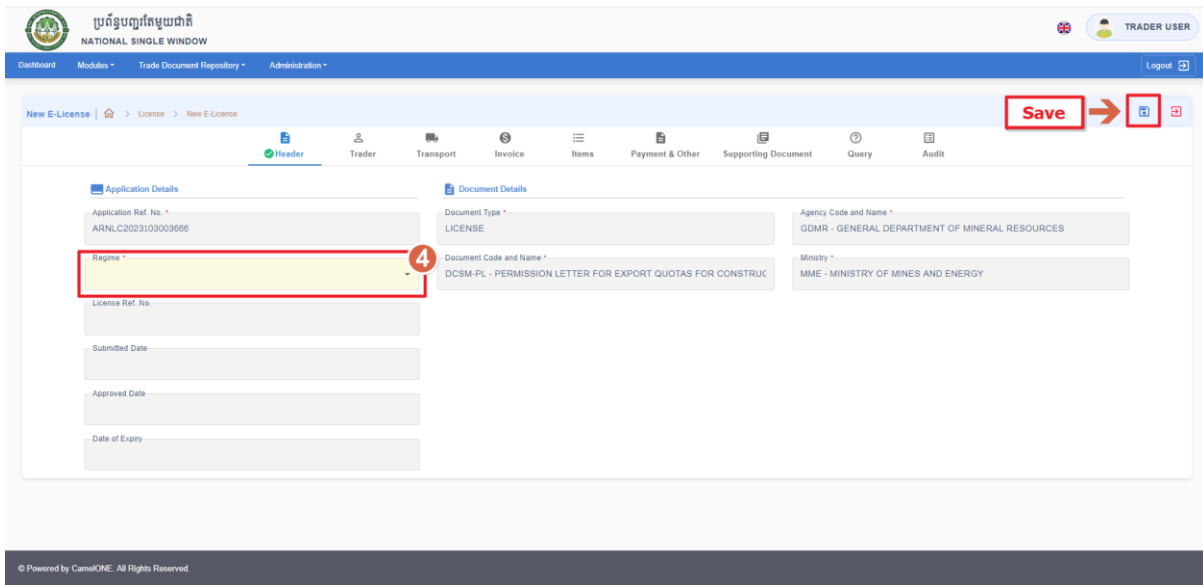 ប្រព័ន្ធបញ្ជរតែមួយជាតិ
NATIONAL SINGLE WINDOW
TRADER USER
Dashboard Modules Trade Document Repository Administration Logout
New E-License | > License > New E-License
Save
Header Trader Transport Invoice Items Payment & Other Supporting Document Query Audit
Application Details Document Details
Application Ref. No. * Document Type * Agency Code and Name *
ARNLC2023103003666 LICENSE GDMR - GENERAL DEPARTMENT OF MINERAL RESOURCES
Regime * 4 Document Code and Name * Ministry *
DCSM-PL - PERMISSION LETTER FOR EXPORT QUOTAS FOR CONSTRUC MME - MINISTRY OF MINES AND ENERGY
License Ref. No.
Submitted Date
Approved Date
Date of Expiry
© Powered by CamelONE. All Rights Reserved.